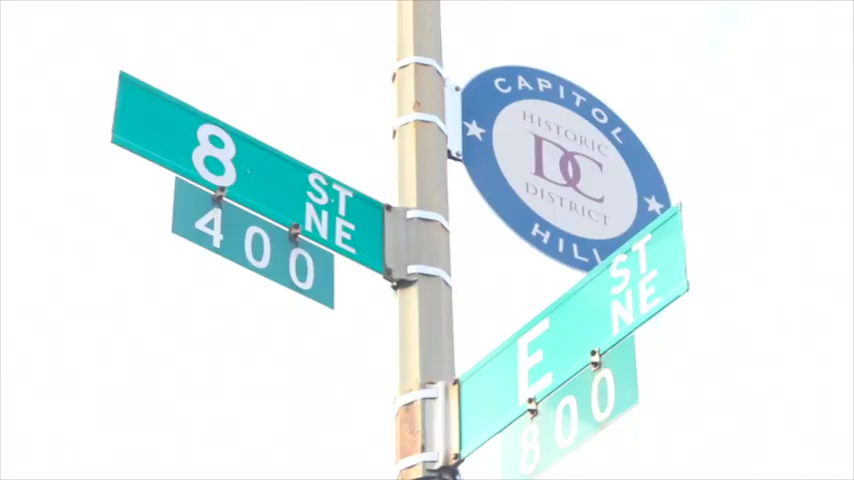 8 ST
NE
400
CAPITOL
HISTORIC
DC
DISTRICT
HILL
E ST
NE
800